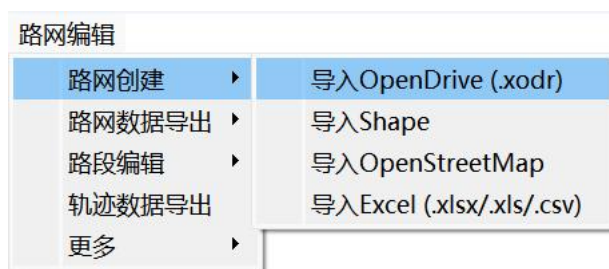 路网编辑
路网创建
路网数据导出
路段编辑
轨迹数据导出
更多
导入OpenDrive (.xodr)
导入Shape
导入OpenStreetMap
导入Excel (.xlsx/.xls/.csv)